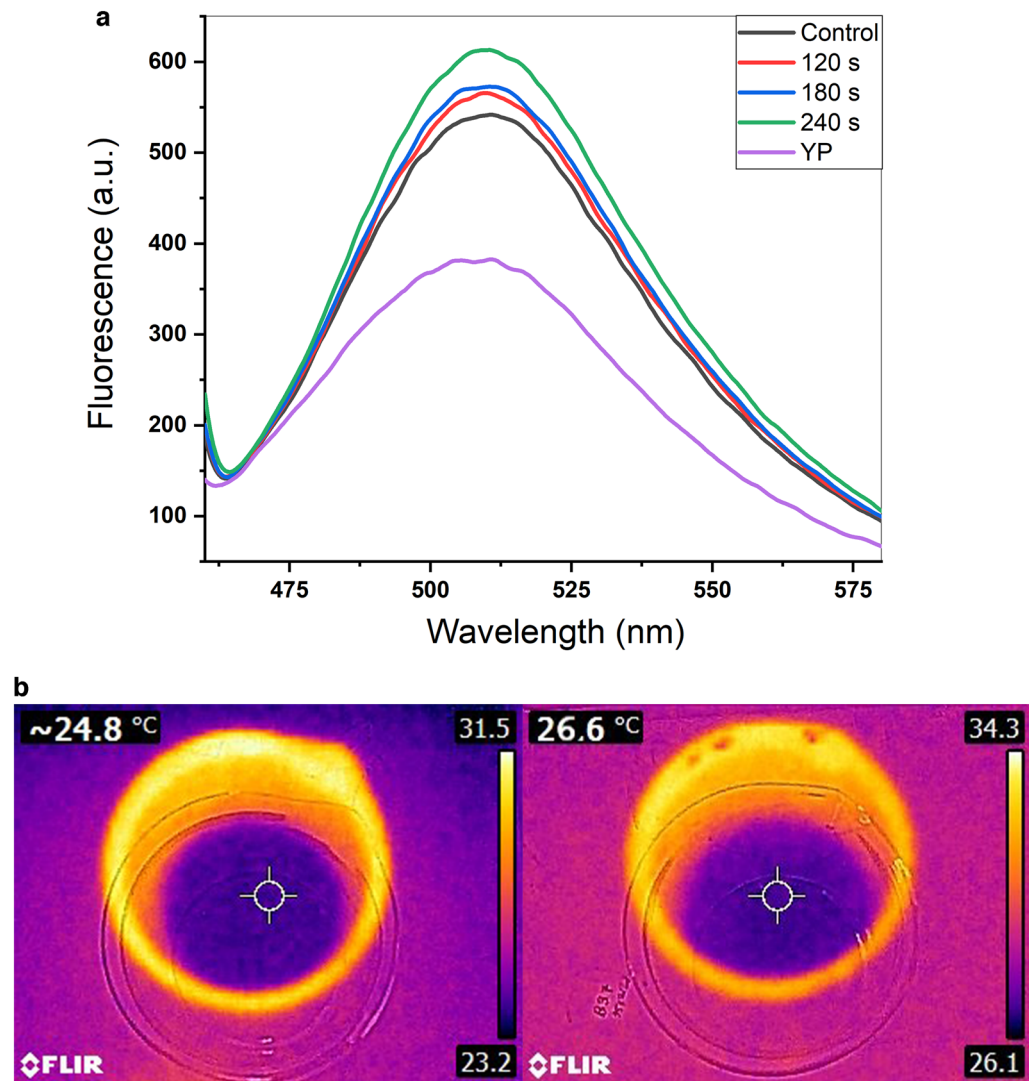 a
Control
120 s
180 s
240 s
YP
600
500
400
300
200
100
475
500
525
550
575
Fluorescence (a.u.)
Wavelength (nm)
b
~24.8 °C
31.5
23.2
FLIR
26.6 °C
34.3
26.1
FLIR